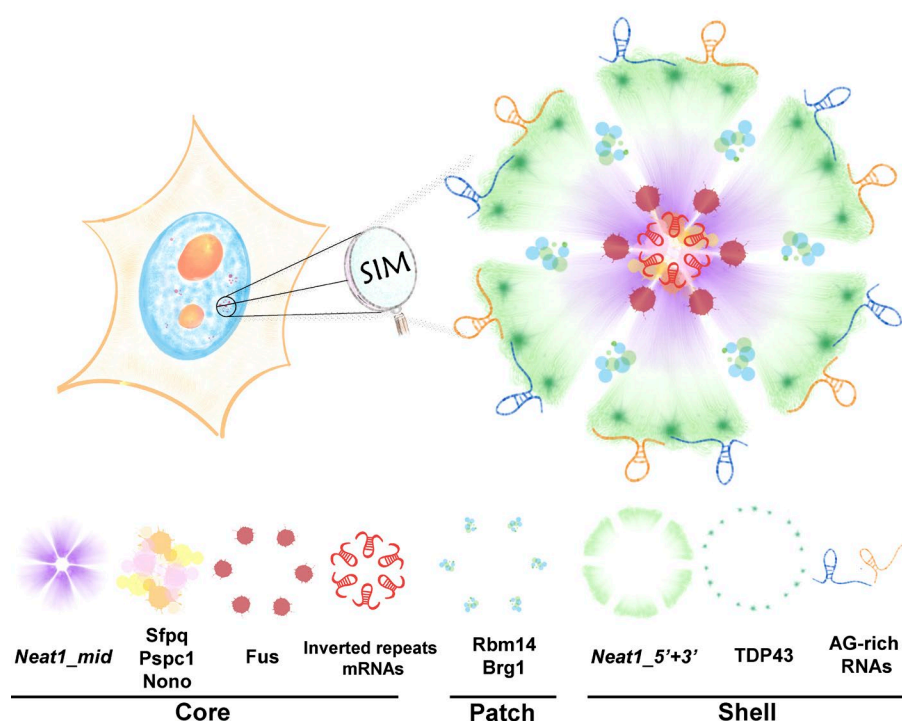 SIM
Neat1_mid
Sfpq
Pspc1
Nono
Fus
Inverted repeats
mRNAs
Rbm14
Brg1
Neat1_5’+3’
TDP43
AG-rich
RNAs
Core
Patch
Shell